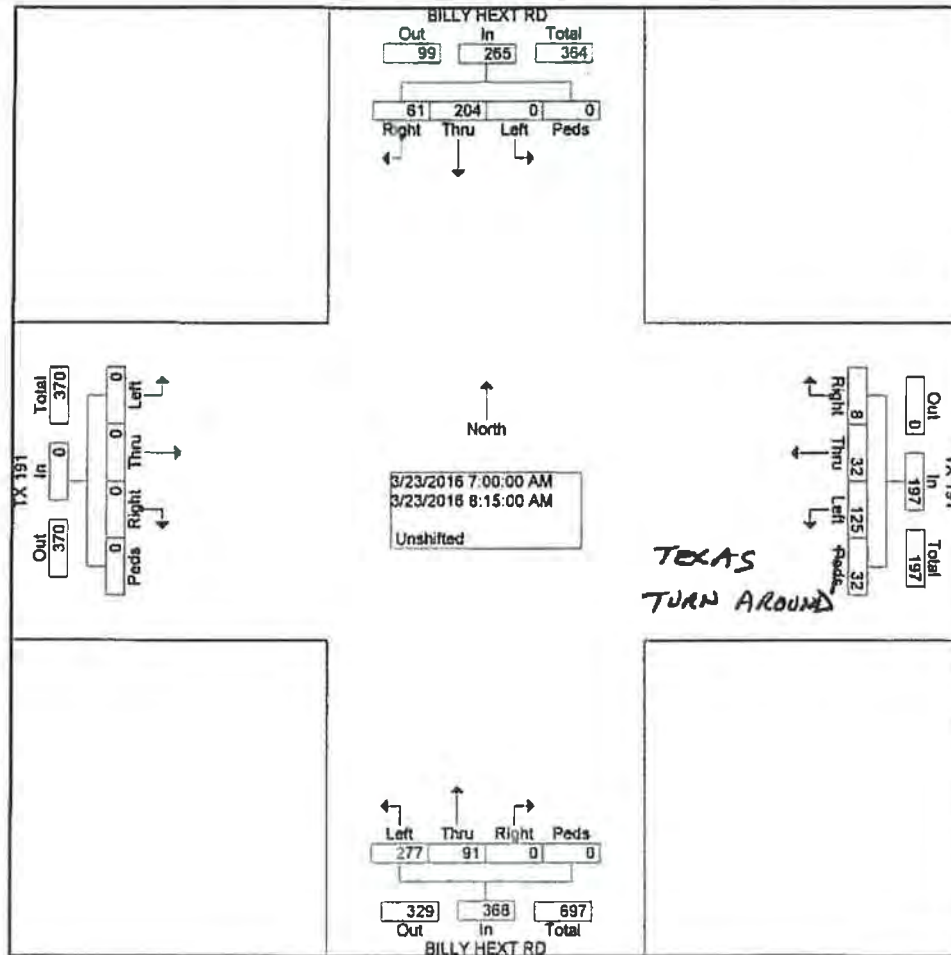 BILLY HEXT RD
Out In Total
99 265 364
61 204 0 0
Right Thru Left Peds
TX 191
Total In Out
370 0 370
0 0 0 0
Left Thru Right Peds
North
3/23/2016 7:00:00 AM
3/23/2016 8:15:00 AM
Unshifted
Right Thru Left Peds
8 32 125 32
Out In Total
0 197 197
TEXAS
TURN AROUND
Left Thru Right Peds
277 91 0 0
329 368 697
Out In Total
BILLY HEXT RD